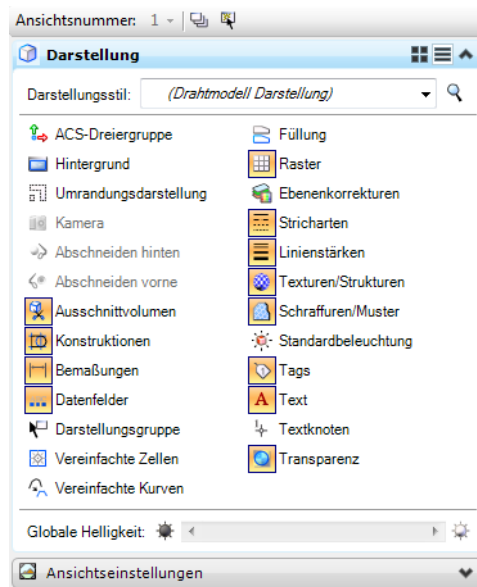 Ansichtsnummer: 1
Darstellung
Darstellungsstil: (Drahtmodell Darstellung)
ACS-Dreiergruppe Füllung
Hintergrund Raster
Umrandungsdarstellung Ebenenkorrekturen
Kamera Stricharten
Abschneiden hinten Linienstärken
Abschneiden vorne Texturen/Strukturen
Ausschnittvolumen Schraffuren/Muster
Konstruktionen Standardbeleuchtung
Bemaßungen Tags
Datenfelder Text
Darstellungsgruppe Textknoten
Vereinfachte Zellen Transparenz
Vereinfachte Kurven
Globale Helligkeit:
Ansichtseinstellungen